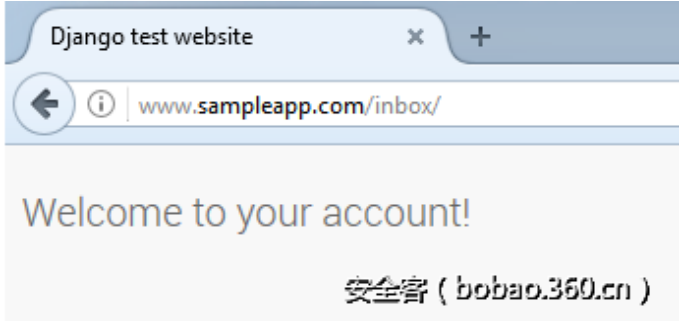 Django test website
www.sampleapp.com/inbox/
Welcome to your account!
安全客 ( bobao.360.cn )